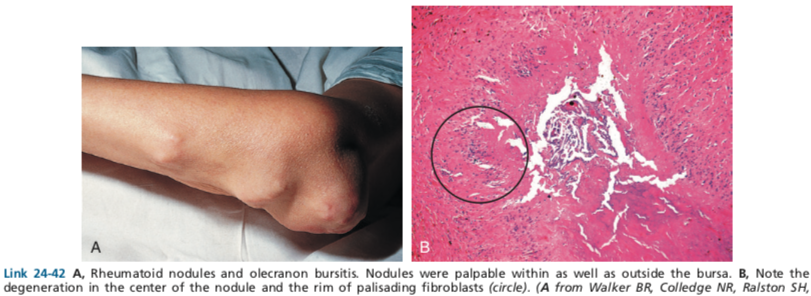 A
B
Link 24-42 A, Rheumatoid nodules and olecranon bursitis. Nodules were palpable within as well as outside the bursa. B, Note the
degeneration in the center of the nodule and the rim of palisading fibroblasts (circle). (A from Walker BR, Colledge NR, Ralston SH,